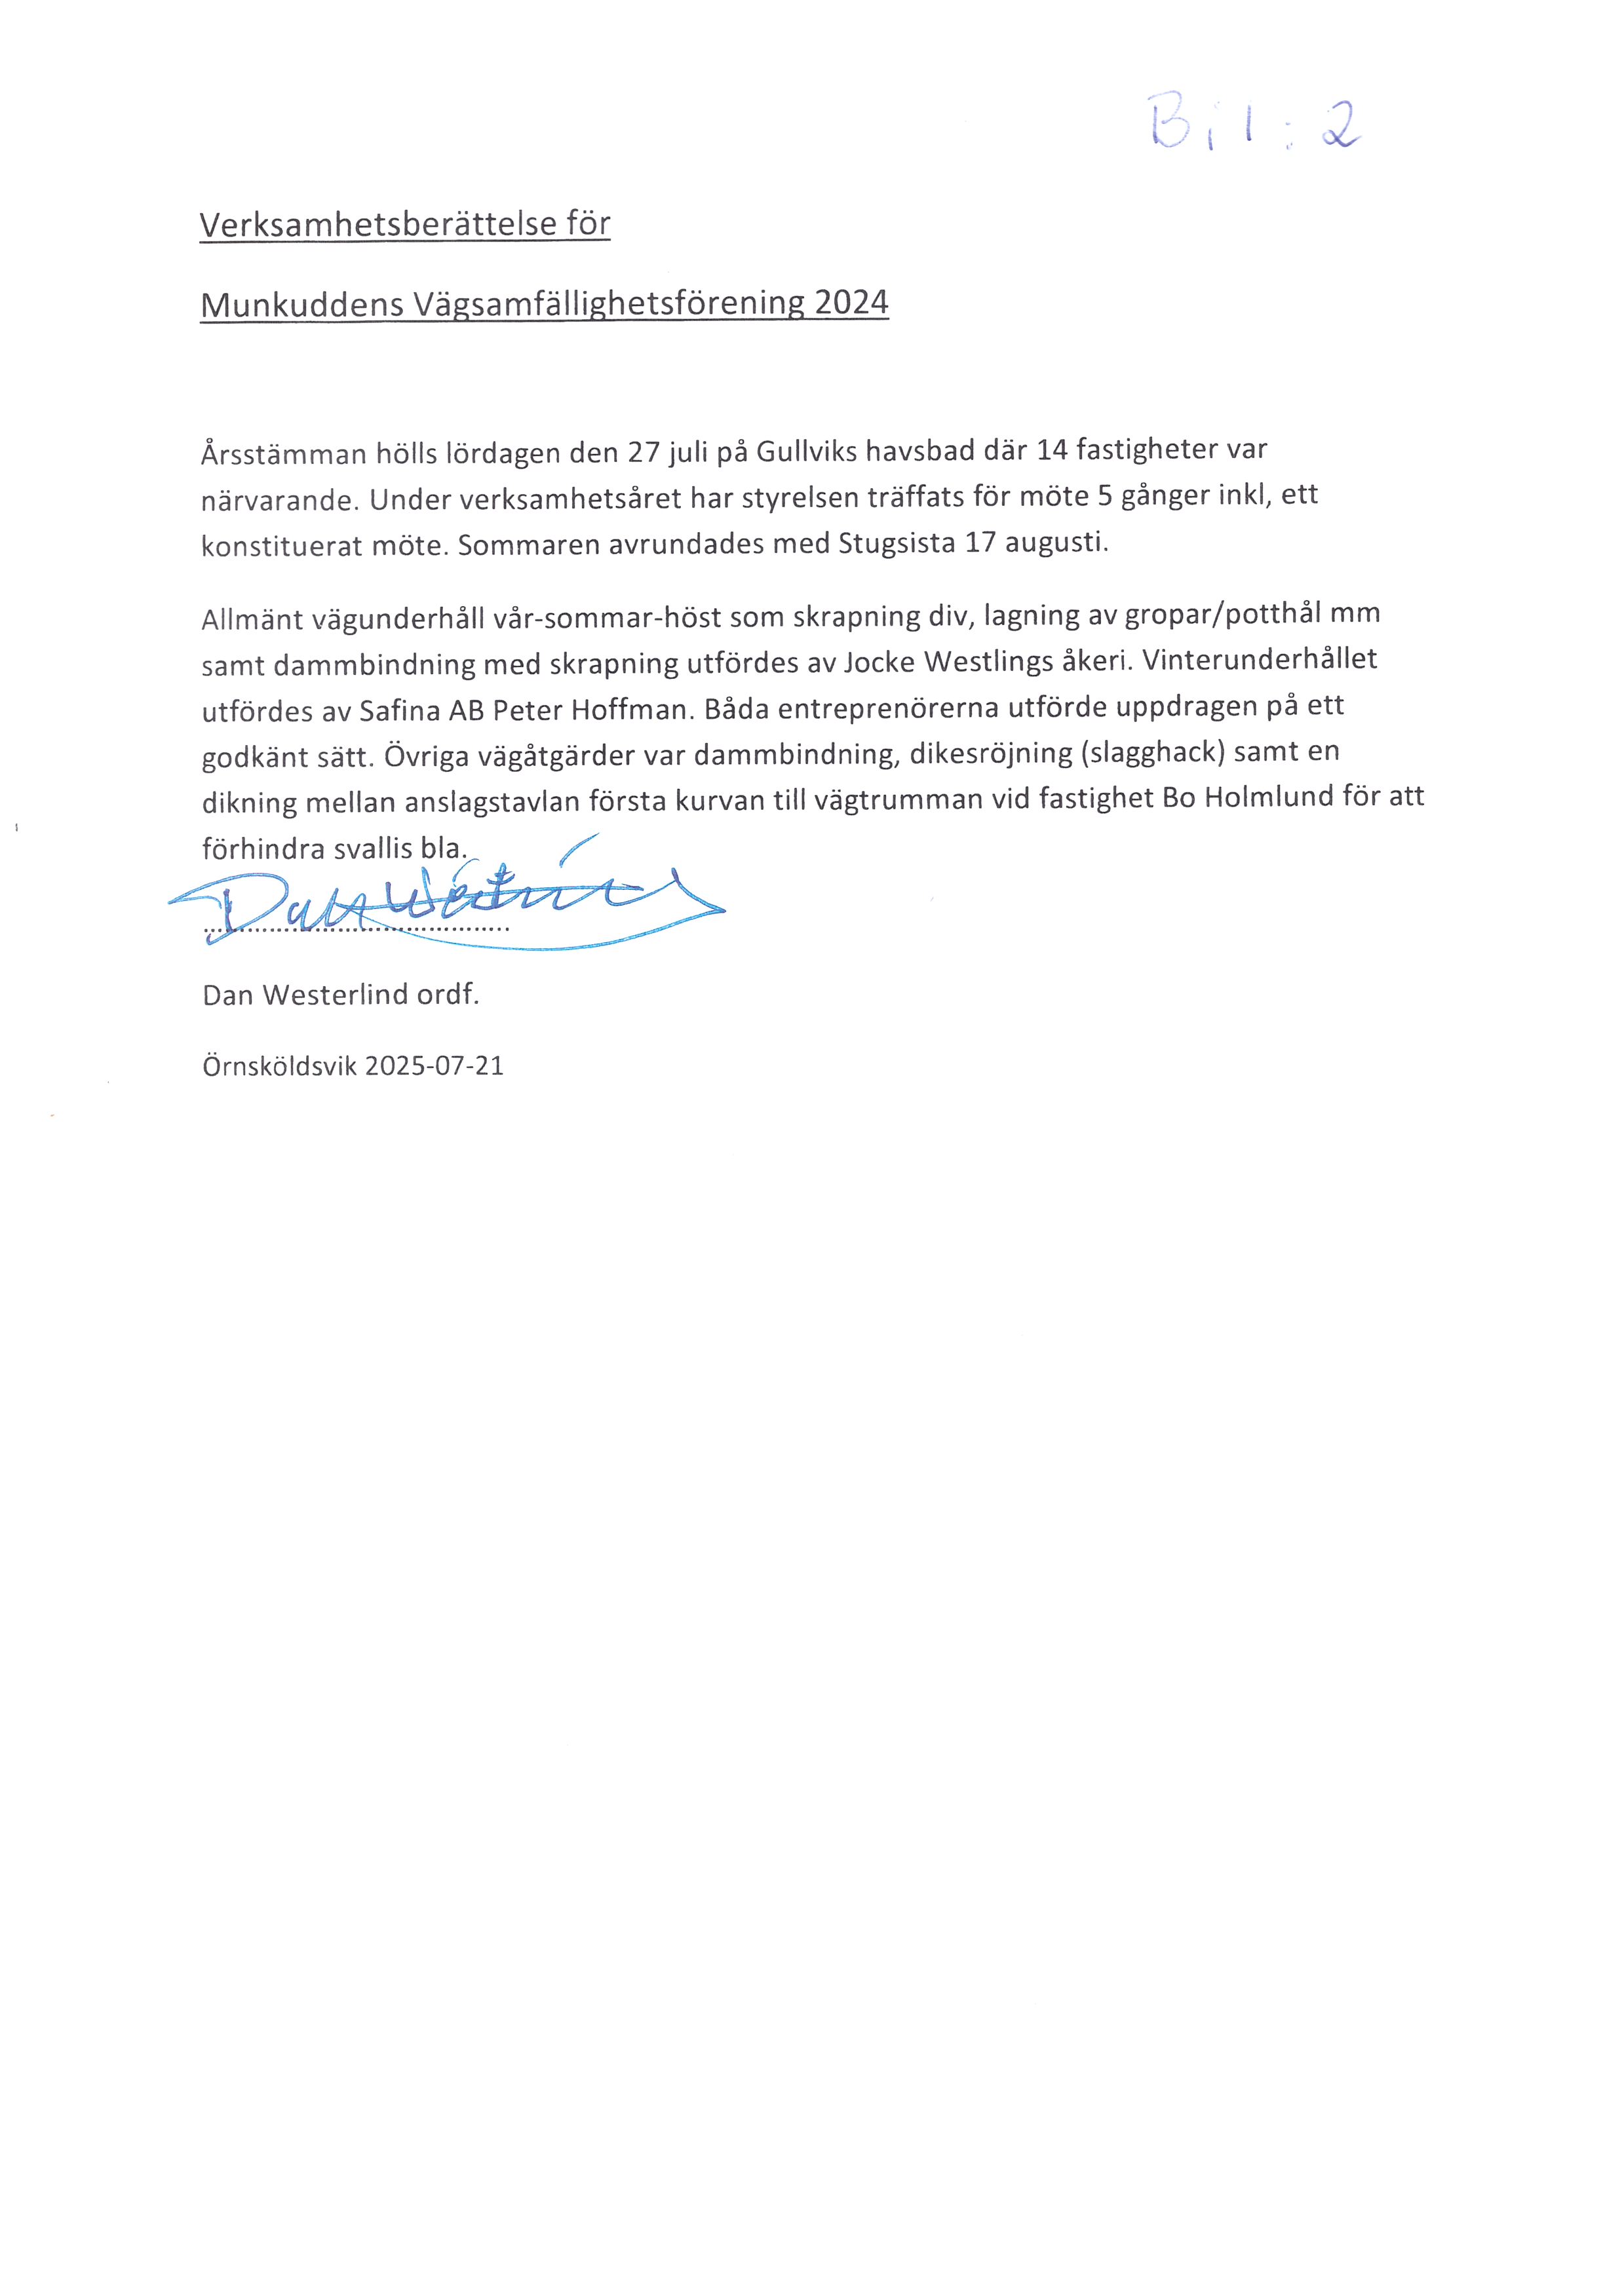 Bil: 2
Verksamhetsberättelse för
Munkuddens Vägsamfällighetsförening 2024
Årsstämman hölls lördagen den 27 juli på Gullviks havsbad där 14 fastigheter var
närvarande. Under verksamhetsåret har styrelsen träffats för möte 5 gånger inkl, ett
konstituerat möte. Sommaren avrundades med Stugsista 17 augusti.
Allmänt vägunderhåll vår-sommar-höst som skrapning div, lagning av gropar/potthål mm
samt dammbindning med skrapning utfördes av Jocke Westlings åkeri. Vinterunderhållet
utfördes av Safina AB Peter Hoffman. Båda entreprenörerna utförde uppdragen på ett
godkänt sätt. Övriga vägåtgärder var dammbindning, dikesröjning (slagghack) samt en
dikning mellan anslagstavlan första kurvan till vägtrumman vid fastighet Bo Holmlund för att
förhindra svallis bla.
Dan Westerlind ordf.
Örnsköldsvik 2025-07-21